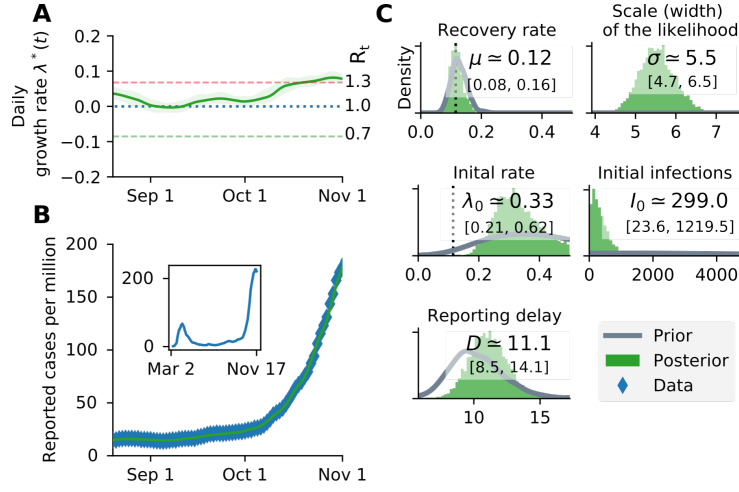 A
Daily
growth rate λ*(t)
0.2
0.1
0.0
−0.1
−0.2
Sep 1
Oct 1
Nov 1
Rt
1.3
1.0
0.7
B
Reported cases per million
200
150
100
50
0
Sep 1
Oct 1
Nov 1
200
0
Mar 2
Nov 17
C
Recovery rate
Density
μ ≃ 0.12
[0.08, 0.16]
0.0
0.2
0.4
Scale (width)
of the likelihood
σ ≃ 5.5
[4.7, 6.5]
4
5
6
7
Inital rate
λ0 ≃ 0.33
[0.21, 0.62]
0.0
0.2
0.4
Initial infections
I0 ≃ 299.0
[23.6, 1219.5]
0
2000
4000
Reporting delay
D ≃ 11.1
[8.5, 14.1]
10
15
Prior
Posterior
Data